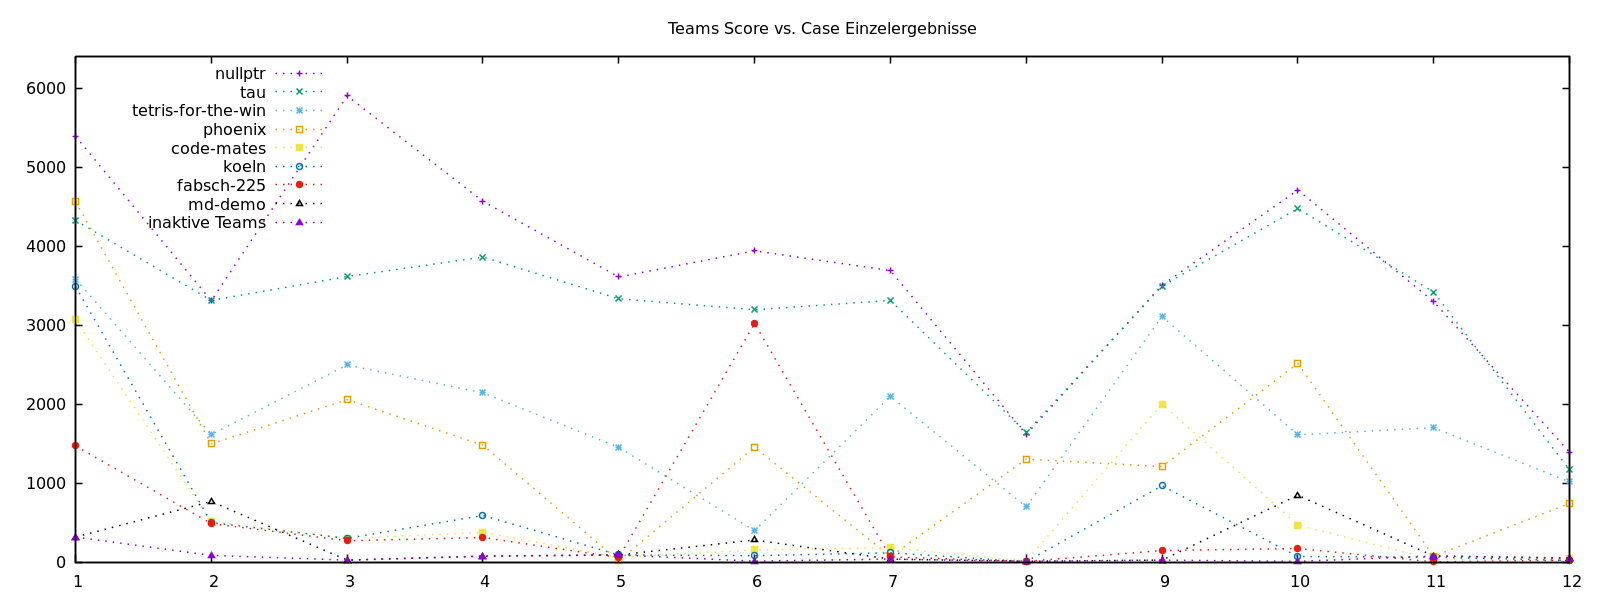 Teams Score vs. Case Einzelergebnisse
6000
5000
4000
3000
2000
1000
0
nullptr
tau
tetris-for-the-win
phoenix
code-mates
koeln
fabsch-225
md-demo
inaktive Teams
1 2 3 4 5 6 7 8 9 10 11 12